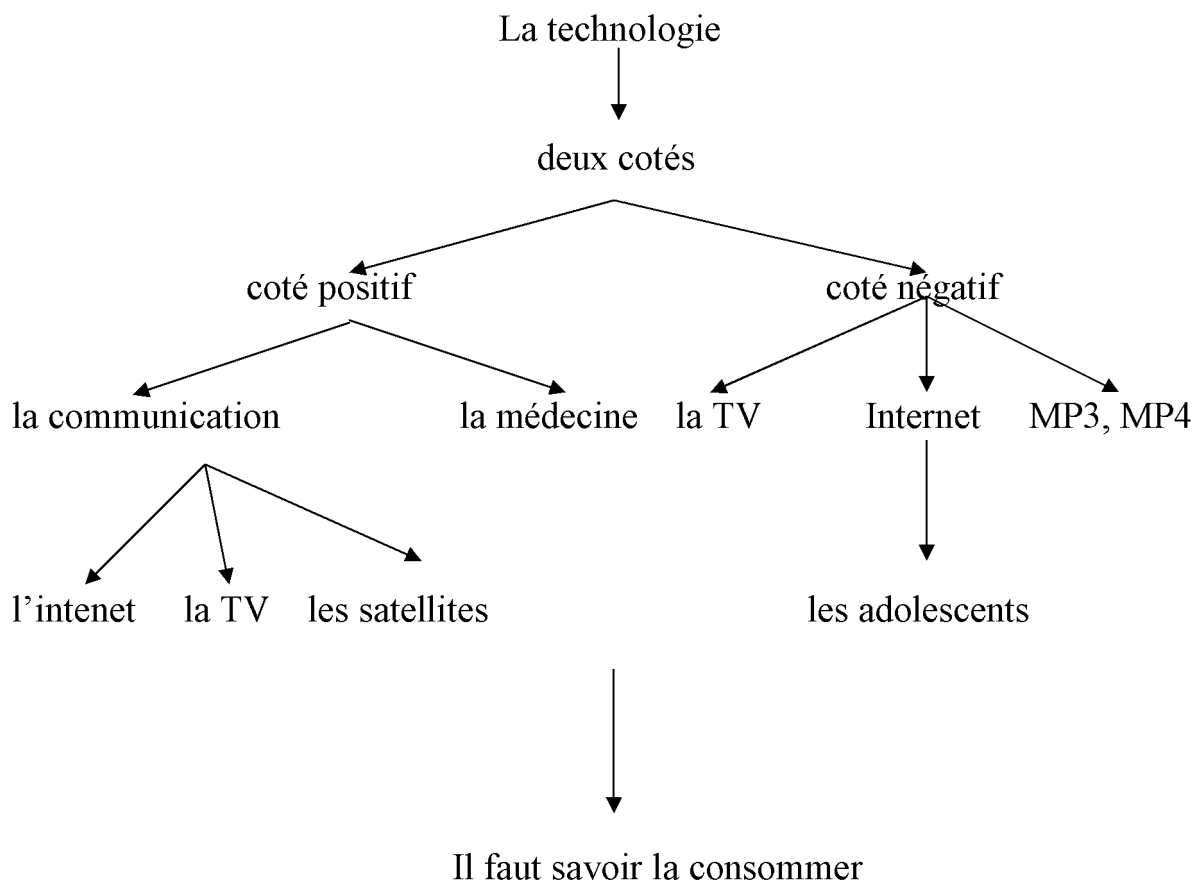 La technologie
deux cotés
coté positif coté négatif
la communication la médecine la TV Internet MP3, MP4
l’intenet la TV les satellites les adolescents
Il faut savoir la consommer